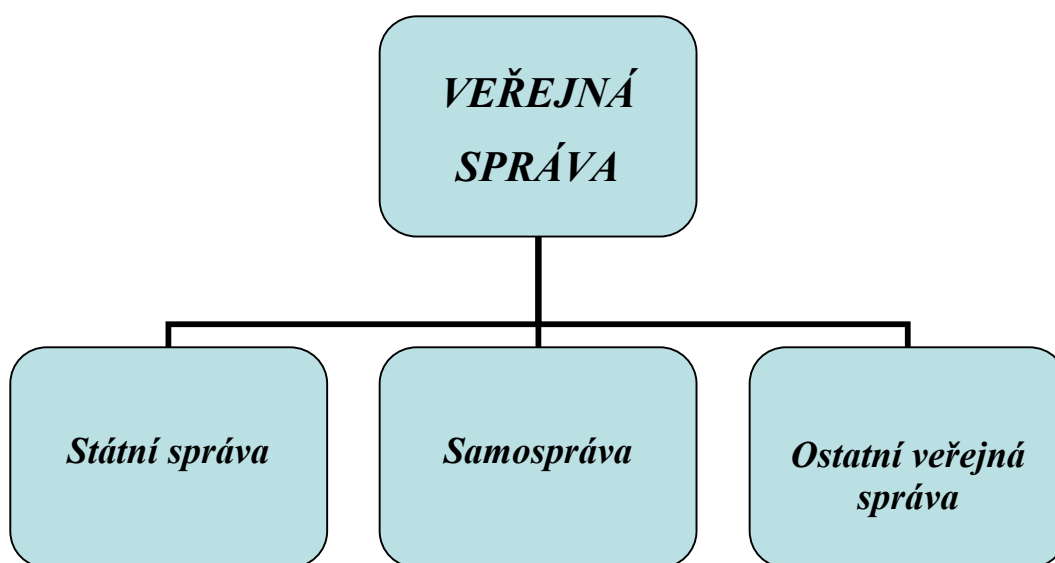 VEŘEJNÁ
SPRÁVA
Státní správa
Samospráva
Ostatní veřejná
správa